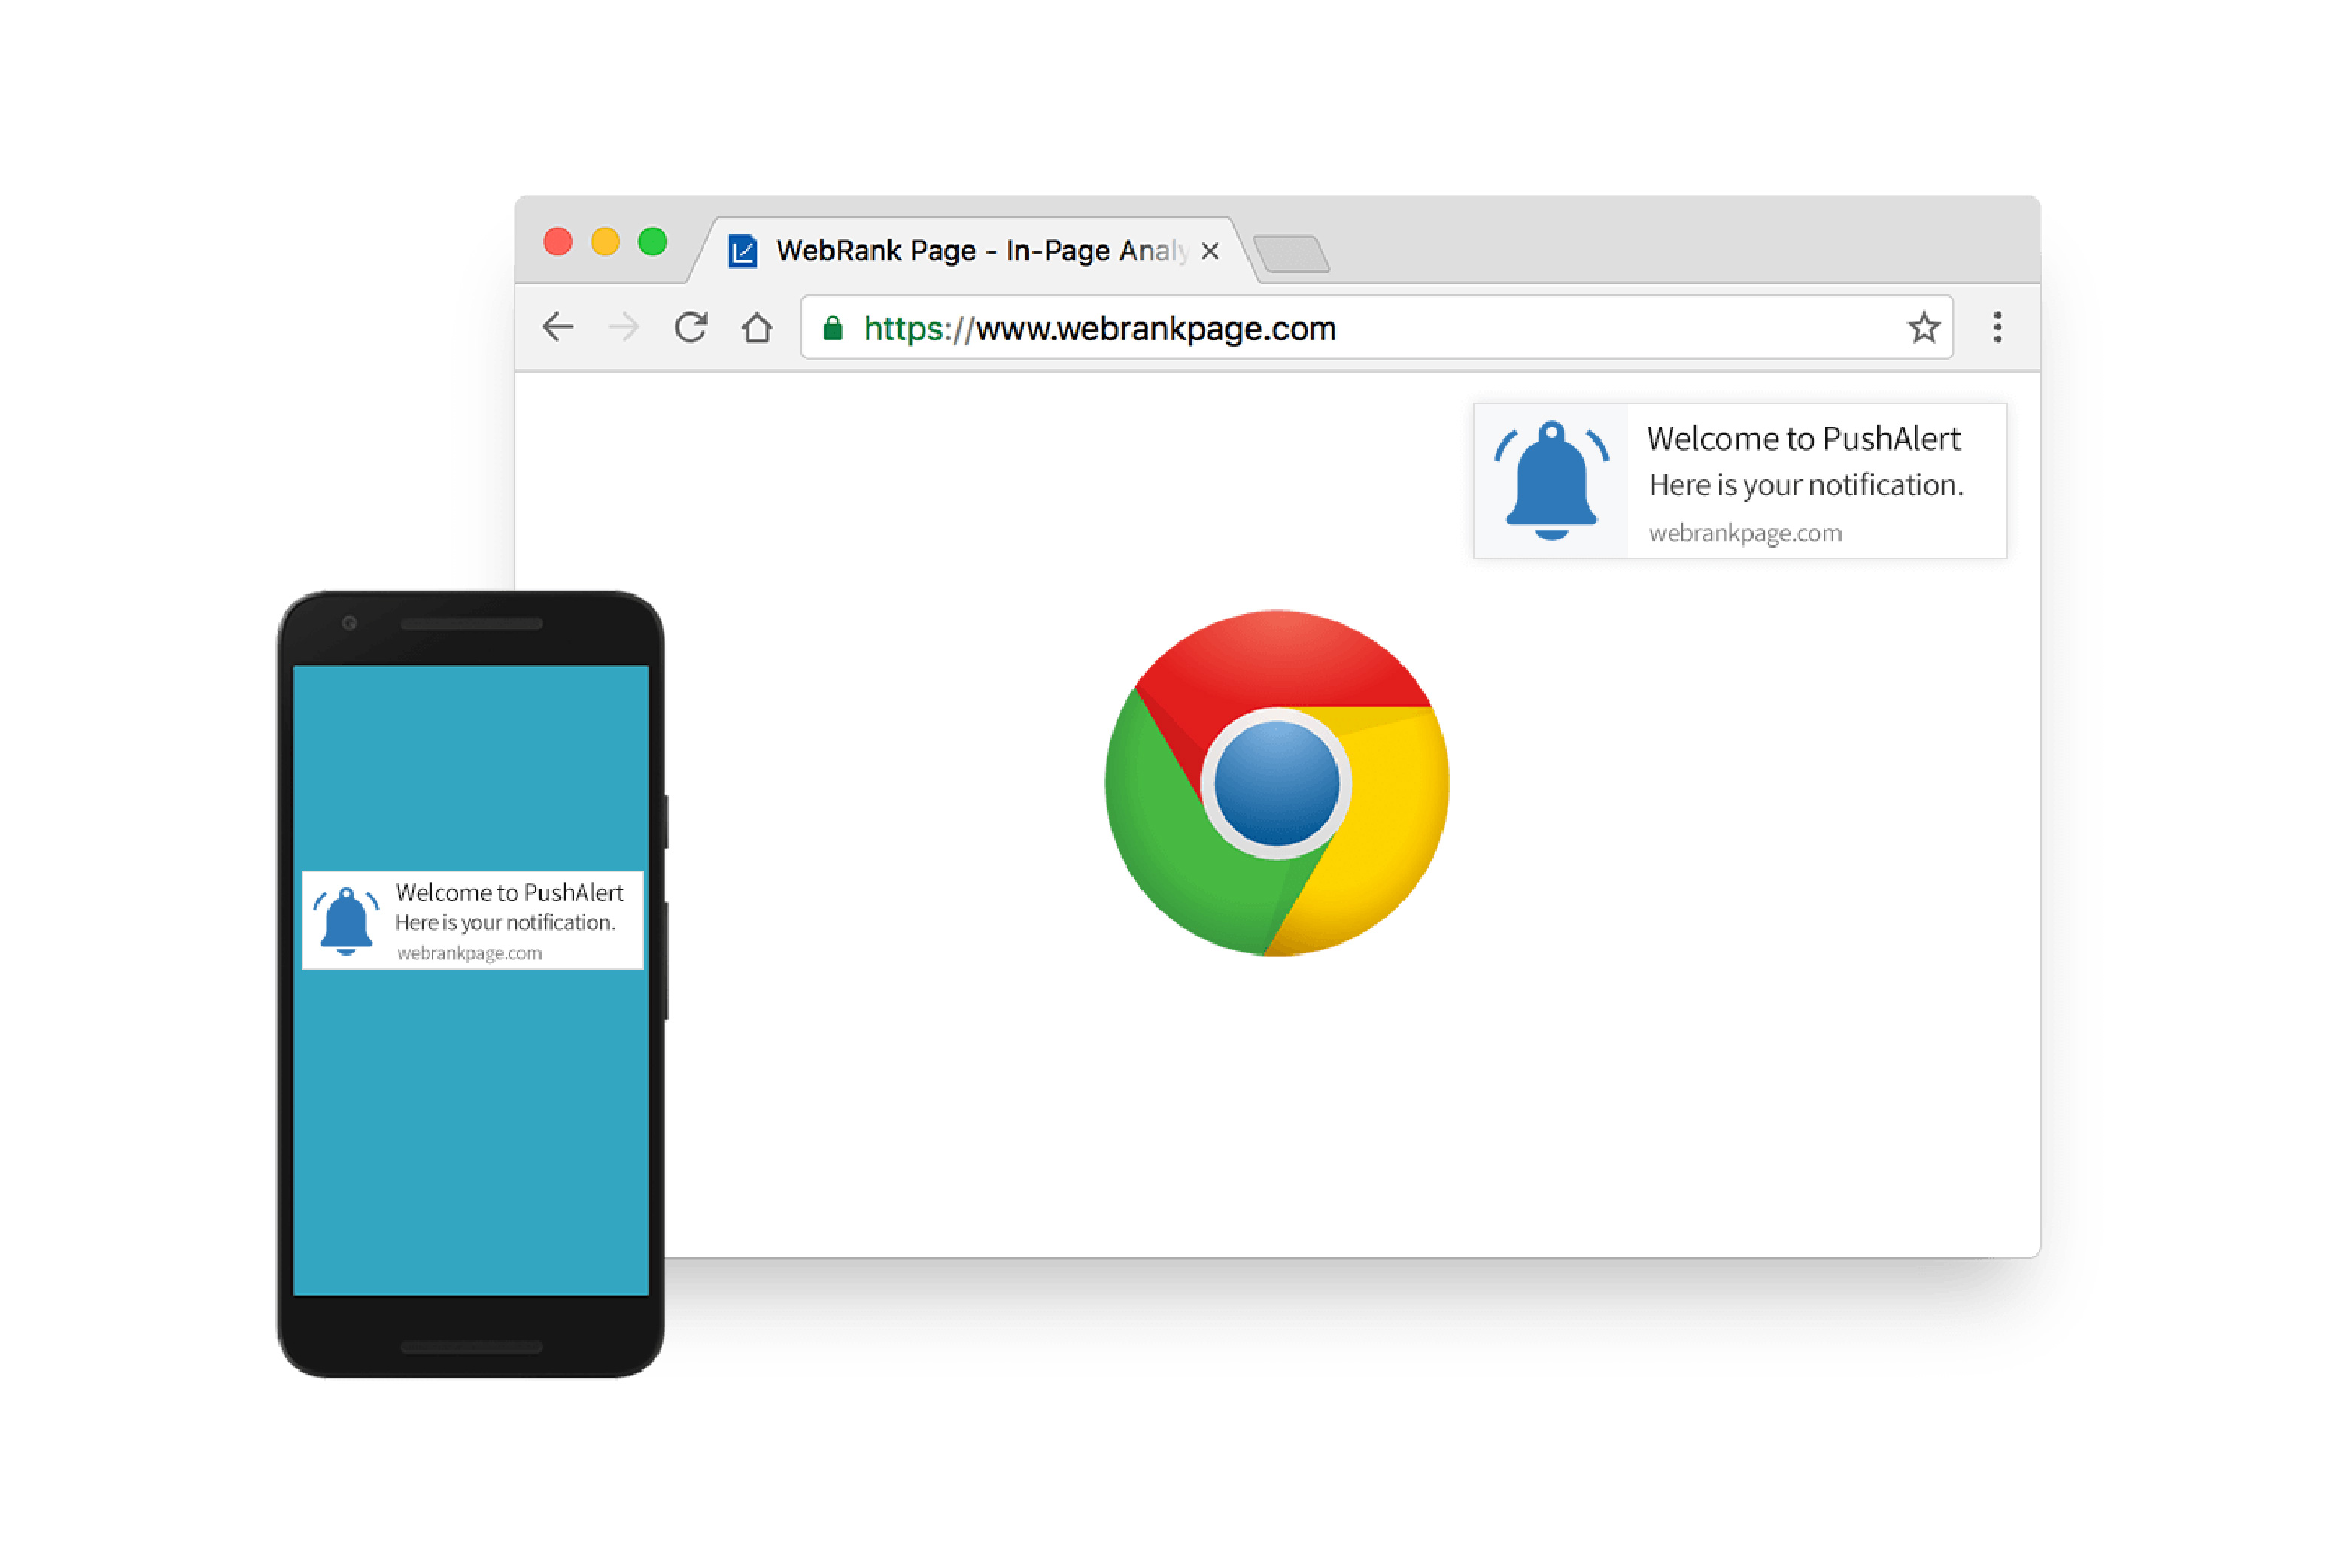 WebRank Page - In-Page Analy
https://www.webrankpage.com
Welcome to PushAlert
Here is your notification.
webrankpage.com
Welcome to PushAlert
Here is your notification.
webrankpage.com